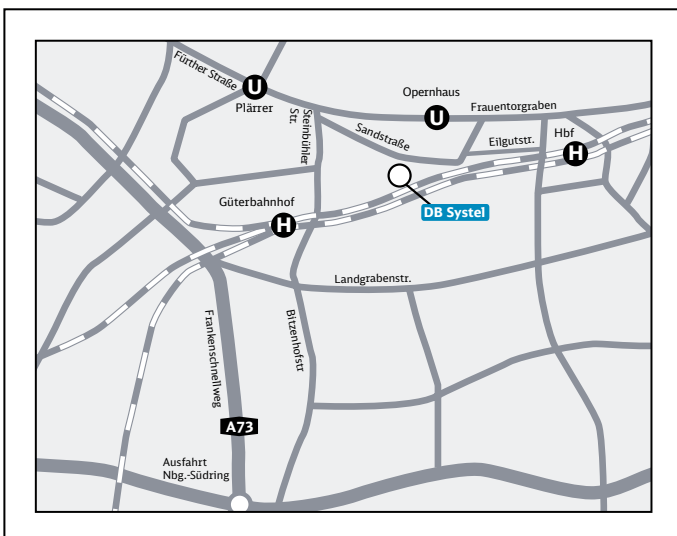 Fürther Straße
U
Plärrer
Steinbühler
Str.
Opernhaus
U
Frauentorgraben
Sandstraße
Eilgutstr.
Hbf
H
Güterbahnhof
H
DB Systel
Landgrabenstr.
Frankenschnellweg
Bitzenhofstr
A73
Ausfahrt
Nbg.-Südring